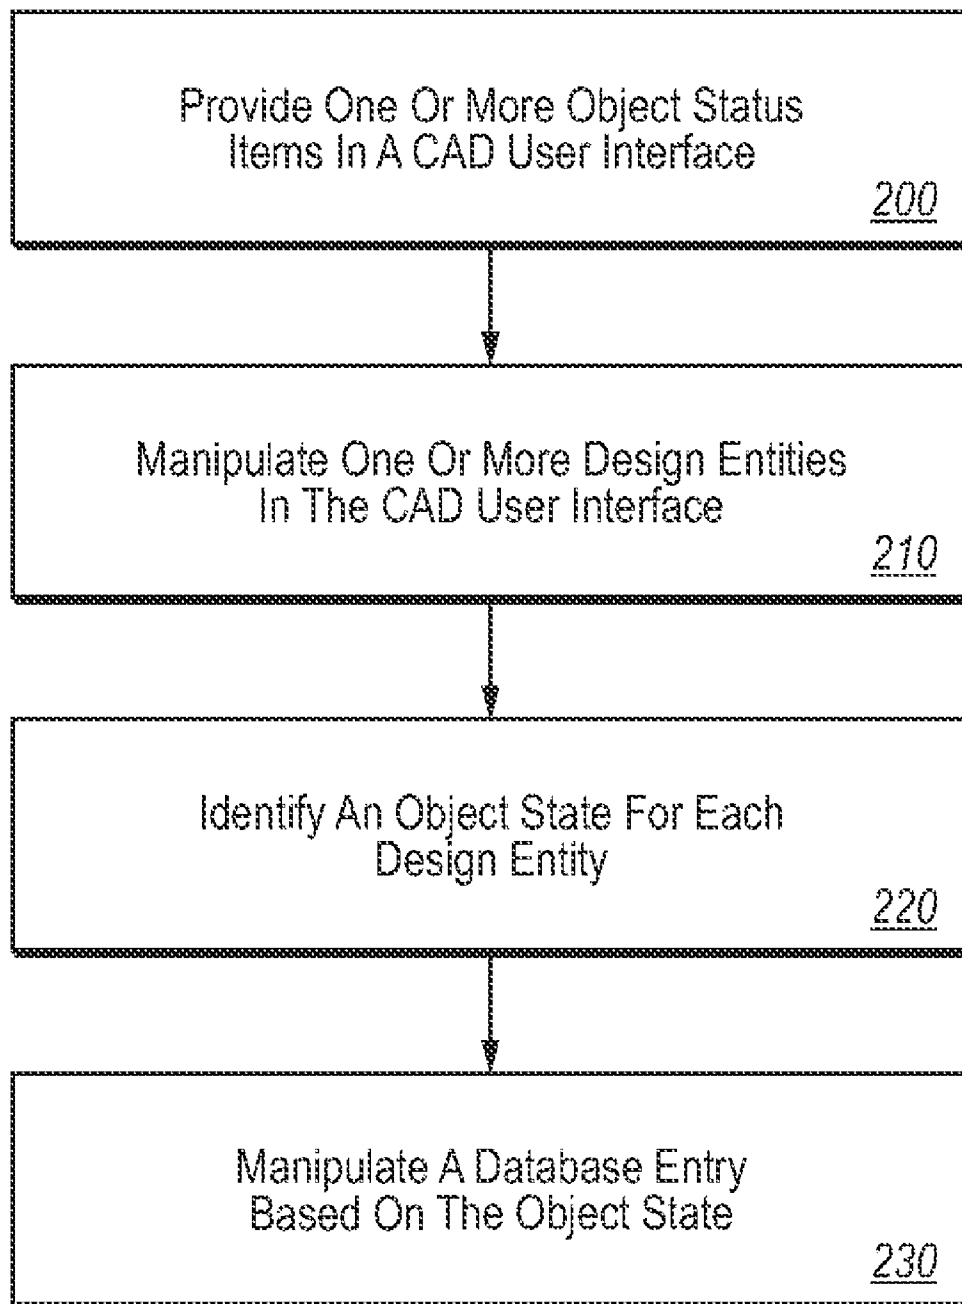 Provide One Or More Object Status
Items In A CAD User Interface
200
Manipulate One Or More Design Entities
In The CAD User Interface
210
Identify An Object State For Each
Design Entity
220
Manipulate A Database Entry
Based On The Object State
230